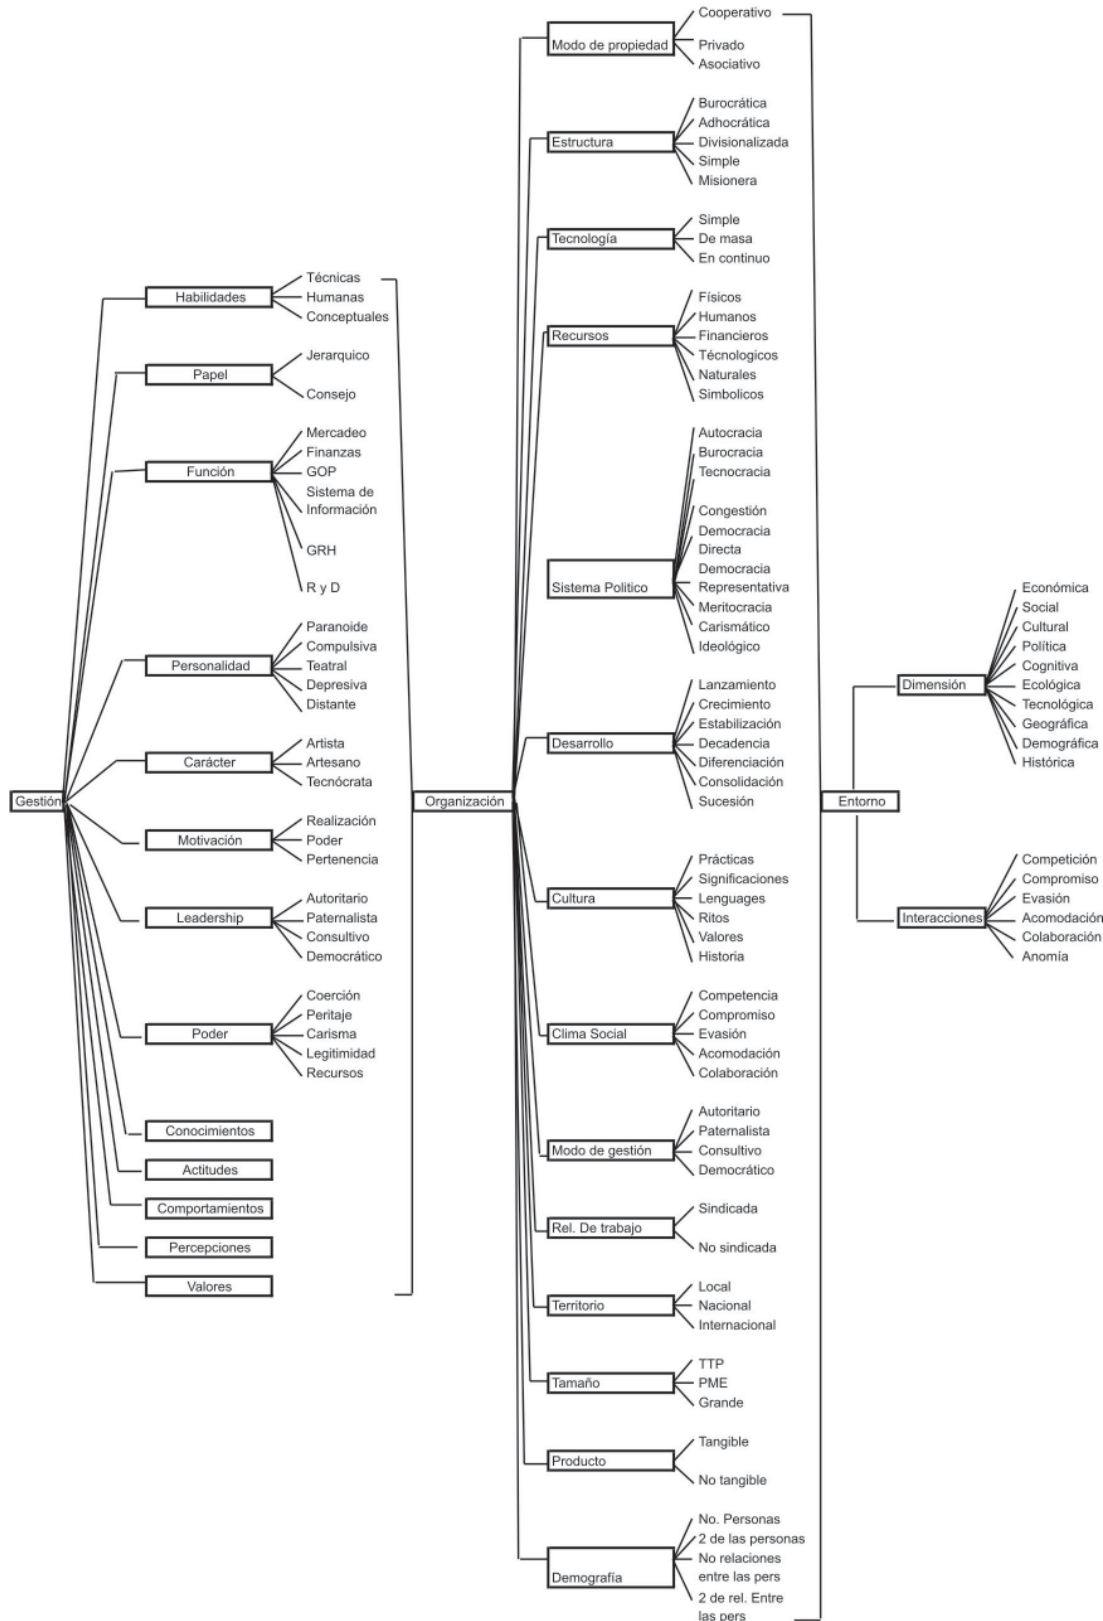 Gestión
Habilidades
Técnicas
Humanas
Conceptuales
Papel
Jerarquico
Consejo
Función
Mercadeo
Finanzas
GOP
Sistema de
Información
GRH
R y D
Personalidad
Paranoide
Compulsiva
Teatral
Depresiva
Distante
Carácter
Artista
Artesano
Tecnócrata
Motivación
Realización
Poder
Pertenencia
Leadership
Autoritario
Paternalista
Consultivo
Democrático
Poder
Coerción
Peritaje
Carisma
Legitimidad
Recursos
Conocimientos
Actitudes
Comportamientos
Percepciones
Valores
Organización
Modo de propiedad
Cooperativo
Privado
Asociativo
Estructura
Burocrática
Adhocrática
Divisionalizada
Simple
Misionera
Tecnología
Simple
De masa
En continuo
Recursos
Físicos
Humanos
Financieros
Técnologicos
Naturales
Simbolicos
Sistema Politico
Autocracia
Burocracia
Tecnocracia
Congestión
Democracia
Directa
Democracia
Representativa
Meritocracia
Carismático
Ideológico
Desarrollo
Lanzamiento
Crecimiento
Estabilización
Decadencia
Diferenciación
Consolidación
Sucesión
Cultura
Prácticas
Significaciones
Lenguages
Ritos
Valores
Historia
Clima Social
Competencia
Compromiso
Evasión
Acomodación
Colaboración
Modo de gestión
Autoritario
Paternalista
Consultivo
Democrático
Rel. De trabajo
Sindicada
No sindicada
Territorio
Local
Nacional
Internacional
Tamaño
TTP
PME
Grande
Producto
Tangible
No tangible
Demografía
No. Personas
2 de las personas
No relaciones
entre las pers
2 de rel. Entre
las pers
Entorno
Dimensión
Económica
Social
Cultural
Política
Cognitiva
Ecológica
Tecnológica
Geográfica
Demográfica
Histórica
Interacciones
Competición
Compromiso
Evasión
Acomodación
Colaboración
Anomía